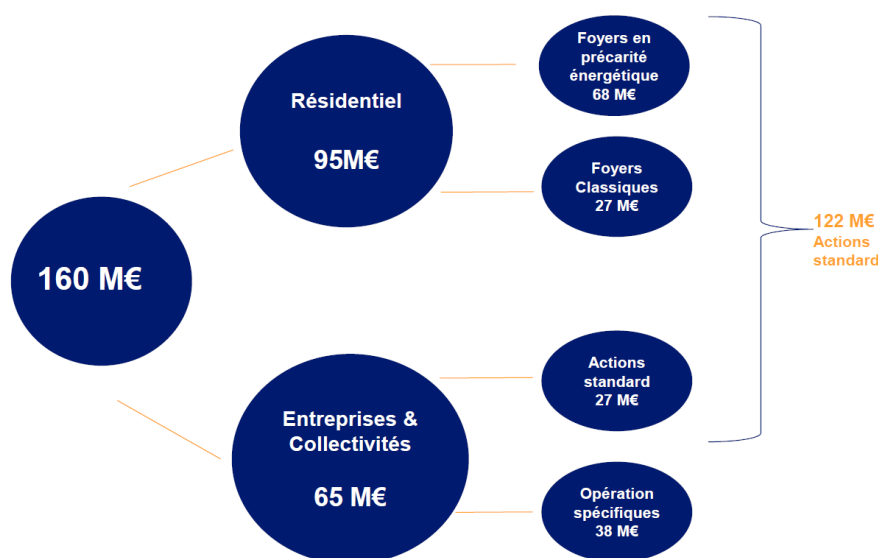 160 M€
Résidentiel
95M€
Entreprises &
Collectivités
65 M€
Foyers en
précarité
énergétique
68 M€
Foyers
Classiques
27 M€
Actions
standard
27 M€
Opération
spécifiques
38 M€
122 M€
Actions
standard